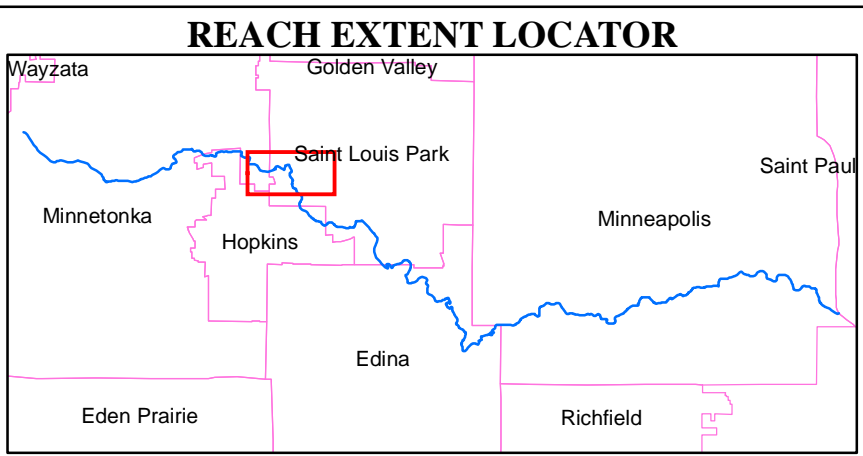 REACH EXTENT LOCATOR
Wayzata
Golden Valley
Saint Louis Park
Saint Paul
Minnetonka
Minneapolis
Hopkins
Edina
Eden Prairie
Richfield